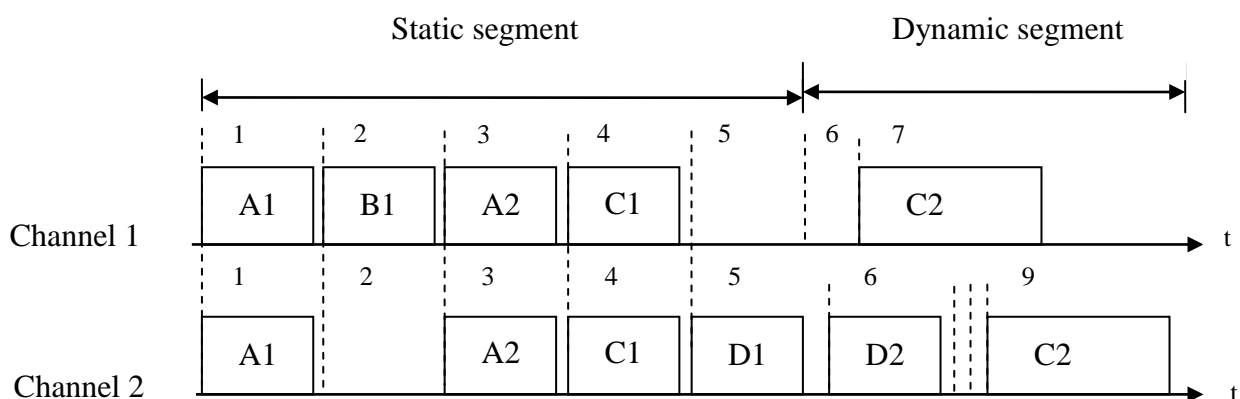 Static segment Dynamic segment
1 2 3 4 5 6 7
A1 B1 A2 C1 C2
Channel 1 t
1 2 3 4 5 6 9
A1 A2 C1 D1 D2 C2
Channel 2 t